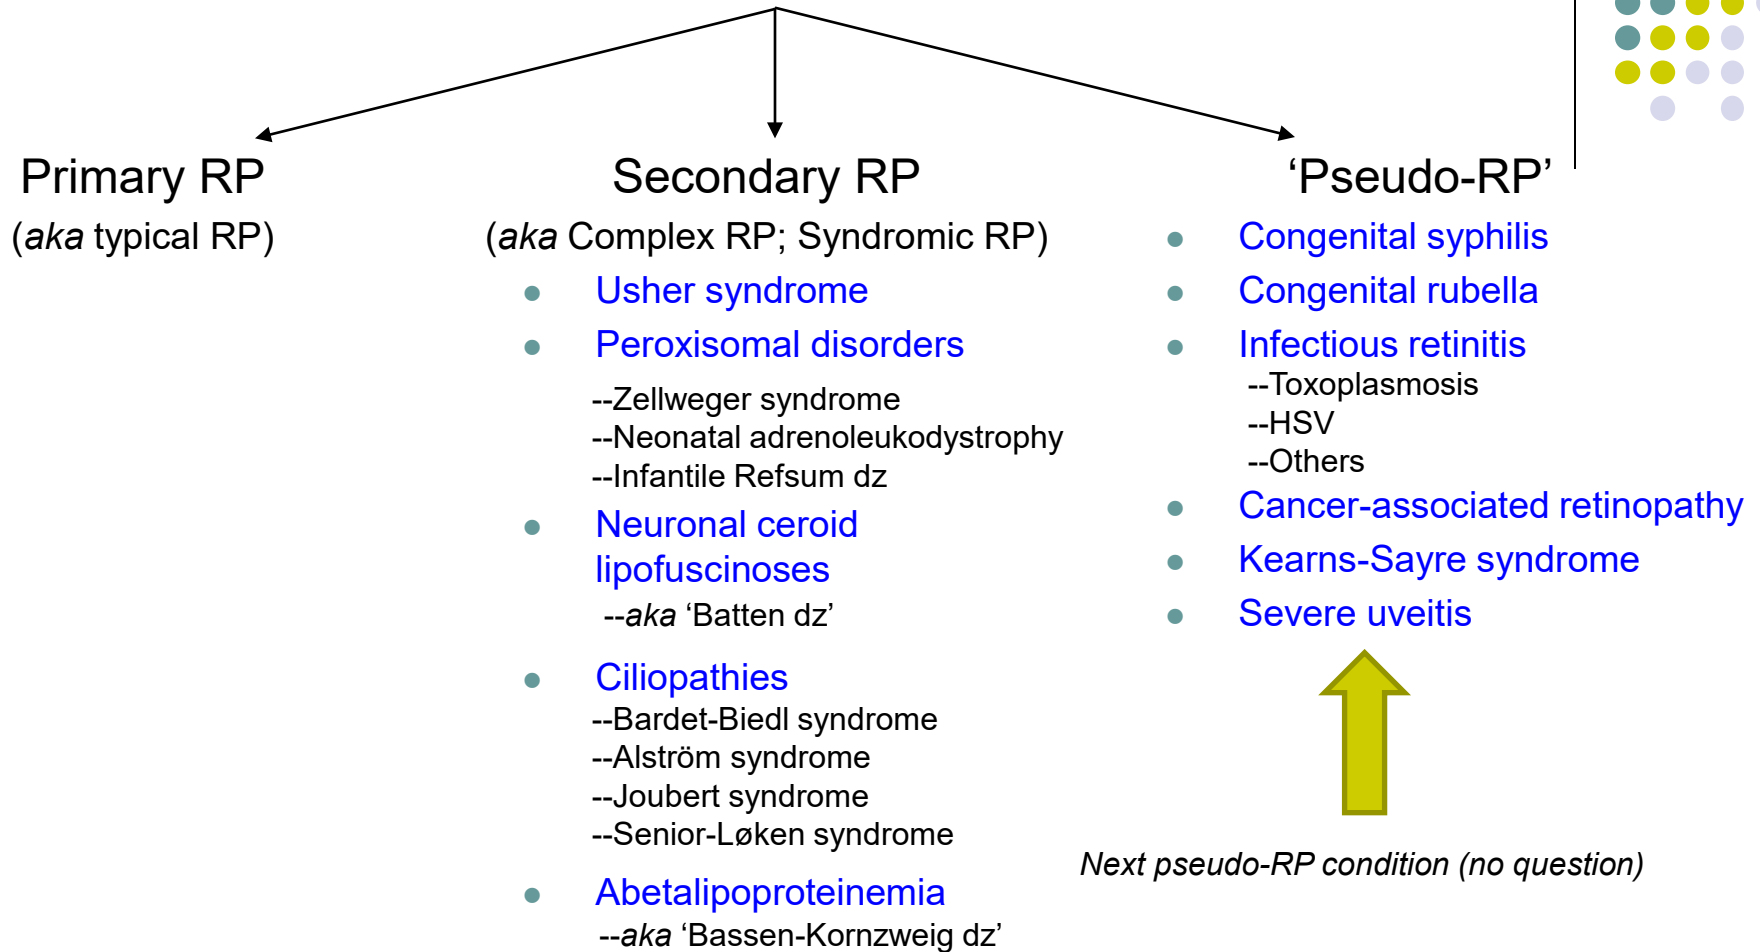 Primary RP
(aka typical RP)
Secondary RP
(aka Complex RP; Syndromic RP)
Usher syndrome
Peroxisomal disorders
--Zellweger syndrome
--Neonatal adrenoleukodystrophy
--Infantile Refsum dz
Neuronal ceroid
lipofuscinoses
--aka ‘Batten dz’
Ciliopathies
--Bardet-Biedl syndrome
--Alström syndrome
--Joubert syndrome
--Senior-Løken syndrome
Abetalipoproteinemia
--aka ‘Bassen-Kornzweig dz’
‘Pseudo-RP’
Congenital syphilis
Congenital rubella
Infectious retinitis
--Toxoplasmosis
--HSV
--Others
Cancer-associated retinopathy
Kearns-Sayre syndrome
Severe uveitis
Next pseudo-RP condition (no question)